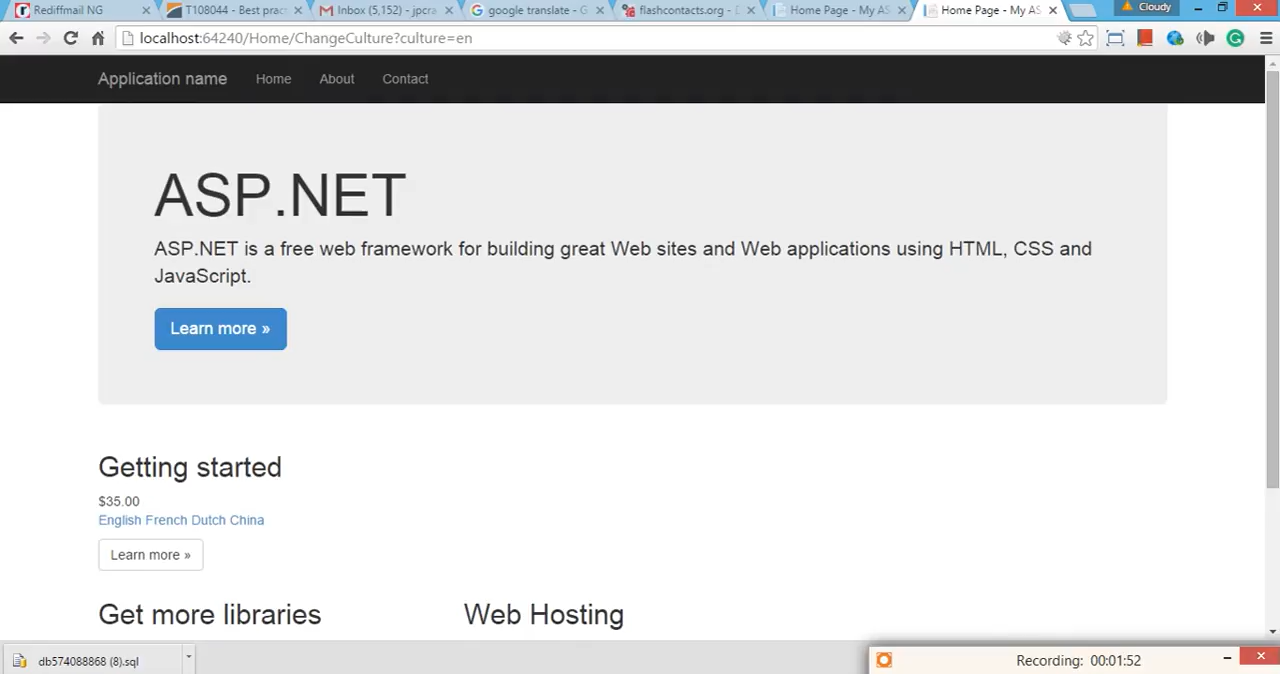 Rediffmail NG
T108044 - Best prac
Inbox (5,152) - jpcra
google translate - G
flashcontacts.org - D
Home Page - My AS
Home Page - My AS
Cloudy
localhost:64240/Home/ChangeCulture?culture=en
Application name Home About Contact
ASP.NET
ASP.NET is a free web framework for building great Web sites and Web applications using HTML, CSS and
JavaScript.
Learn more »
Getting started
$35.00
English French Dutch China
Learn more »
Get more libraries
Web Hosting
db574088868 (8).sql
Recording: 00:01:52